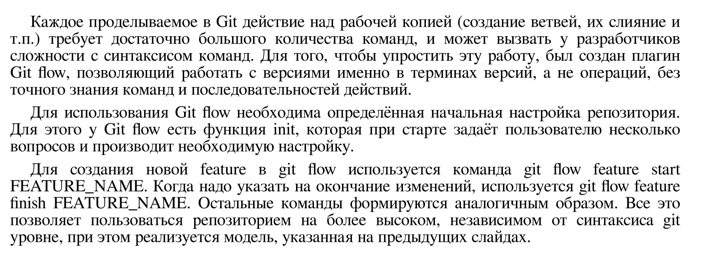 Каждое проделываемое в Git действие над рабочей копией (создание ветвей, их слияние и
т.п.) требует достаточно большого количества команд, и может вызвать у разработчиков
сложности с синтаксисом команд. Для того, чтобы упростить эту работу, был создан плагин
Git flow, позволяющий работать с версиями именно в терминах версий, а не операций, без
точного знания команд и последовательностей действий.
Для использования Git flow необходима определённая начальная настройка репозитория.
Для этого у Git flow есть функция init, которая при старте задаёт пользователю несколько
вопросов и производит необходимую настройку.
Для создания новой feature в git flow используется команда git flow feature start
FEATURE_NAME. Когда надо указать на окончание изменений, используется git flow feature
finish FEATURE_NAME. Остальные команды формируются аналогичным образом. Все это
позволяет пользоваться репозиторием на более высоком, независимом от синтаксиса git
уровне, при этом реализуется модель, указанная на предыдущих слайдах.